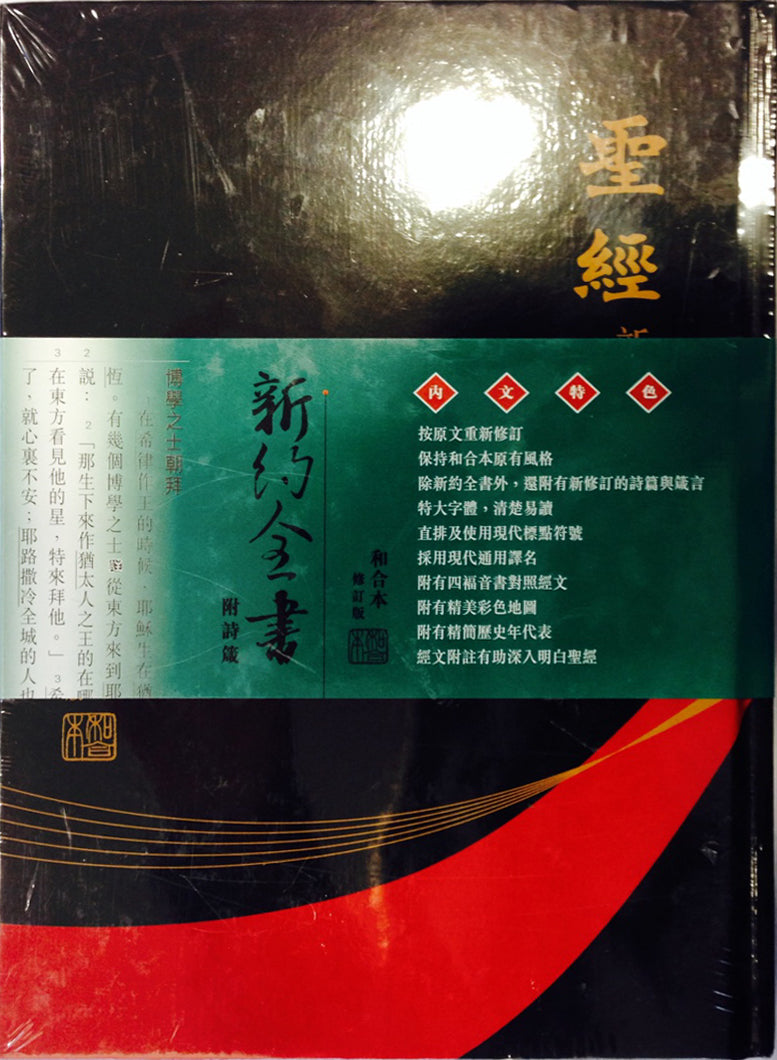 聖經
新
內文特色
按原文重新修訂
保持和合本原有風格
除新約全書外，還附有新修訂的詩篇與箴言
特大字體，清楚易讀
直排及使用現代標點符號
採用現代通用譯名
附有四福音書對照經文
附有精美彩色地圖
附有精簡歷史年代表
經文附註有助深入明白聖經
和合本
修訂版
新約全書
附詩箴
博學之士朝拜
1在希律作王的時候，耶穌生在猶
恆。有幾個博學之士從東方來到耶
2說：2「那生下來作猶太人之王的在哪
3在東方看見他的星，特來拜他。」3希
了，就心裏不安；耶路撒冷全城的人也